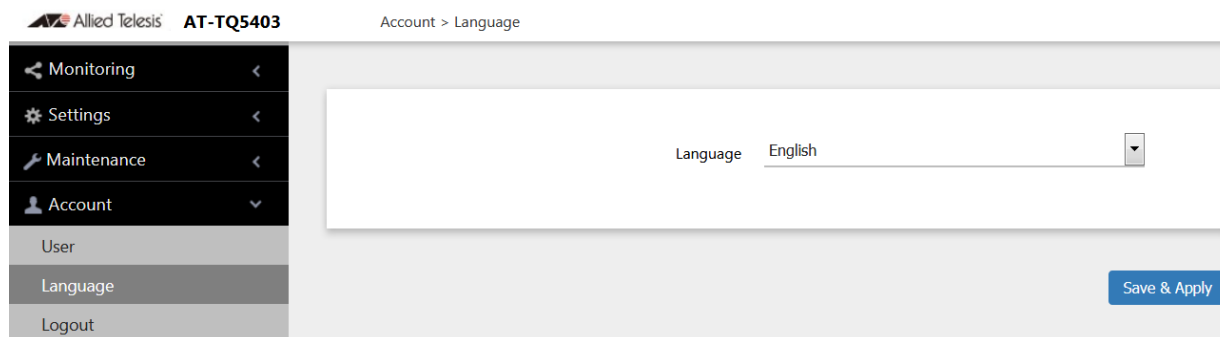 Allied Telesis AT-TQ5403 Account > Language
Monitoring
Settings
Maintenance
Account
User
Language
Logout
Language English
Save & Apply